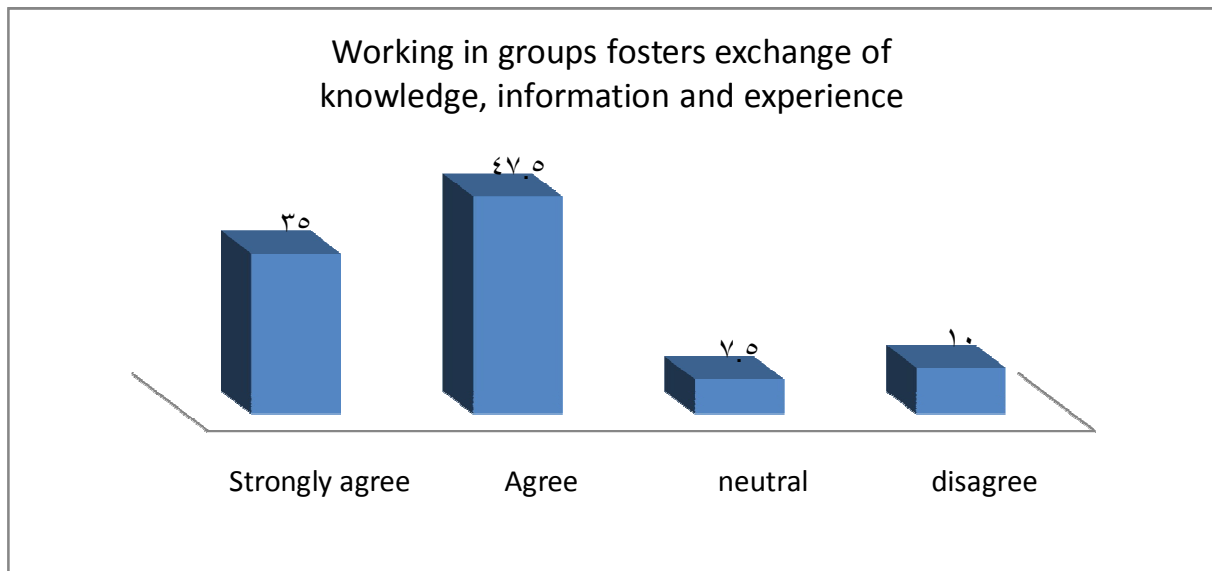 Working in groups fosters exchange of
knowledge, information and experience
٣٥
٤٧.٥
٧.٥
١٠
Strongly agree
Agree
neutral
disagree